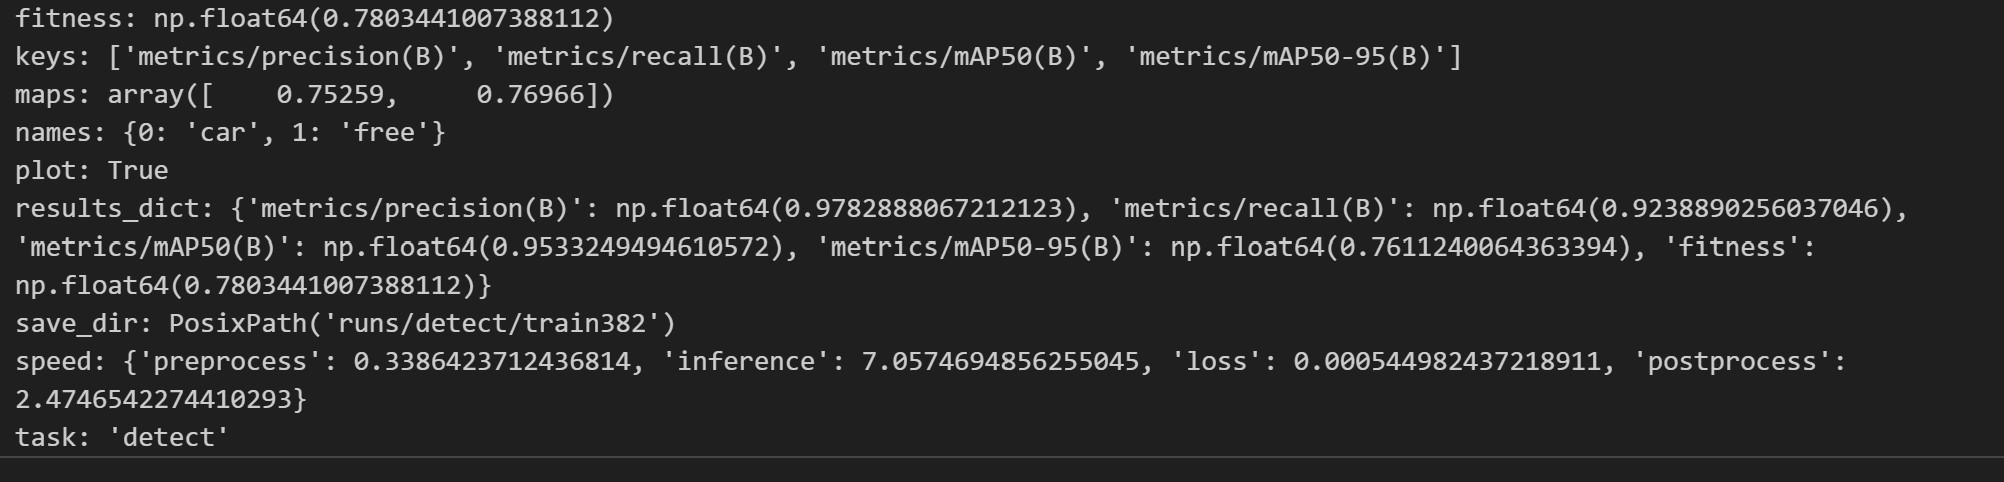 fitness: np.float64(0.7803441007388112)
keys: ['metrics/precision(B)', 'metrics/recall(B)', 'metrics/mAP50(B)', 'metrics/mAP50-95(B)']
maps: array([    0.75259,     0.76966])
names: {0: 'car', 1: 'free'}
plot: True
results_dict: {'metrics/precision(B)': np.float64(0.9782888067212123), 'metrics/recall(B)': np.float64(0.9238890256037046),
'metrics/mAP50(B)': np.float64(0.9533249494610572), 'metrics/mAP50-95(B)': np.float64(0.7611240064363394), 'fitness':
np.float64(0.7803441007388112)}
save_dir: PosixPath('runs/detect/train382')
speed: {'preprocess': 0.3386423712436814, 'inference': 7.0574694856255045, 'loss': 0.000544982437218911, 'postprocess':
2.4746542274410293}
task: 'detect'